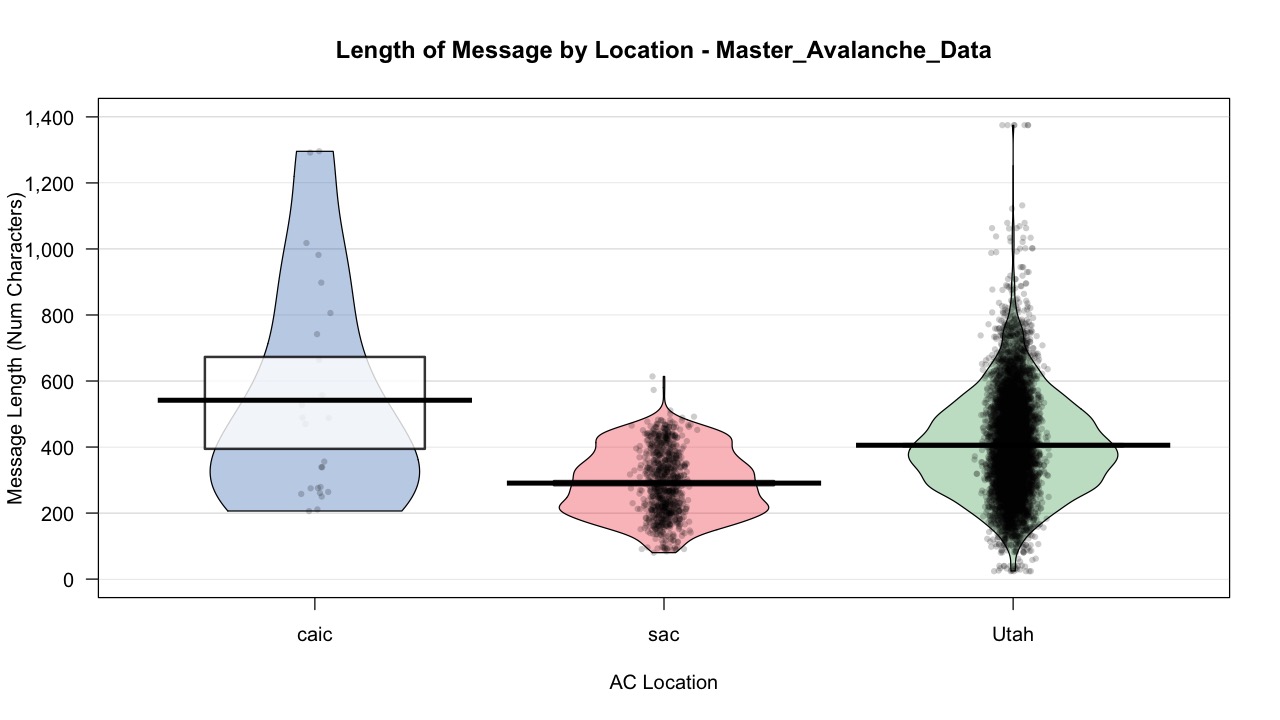 Length of Message by Location - Master_Avalanche_Data
Message Length (Num Characters)
1,400
1,200
1,000
800
600
400
200
0
caic
sac
Utah
AC Location